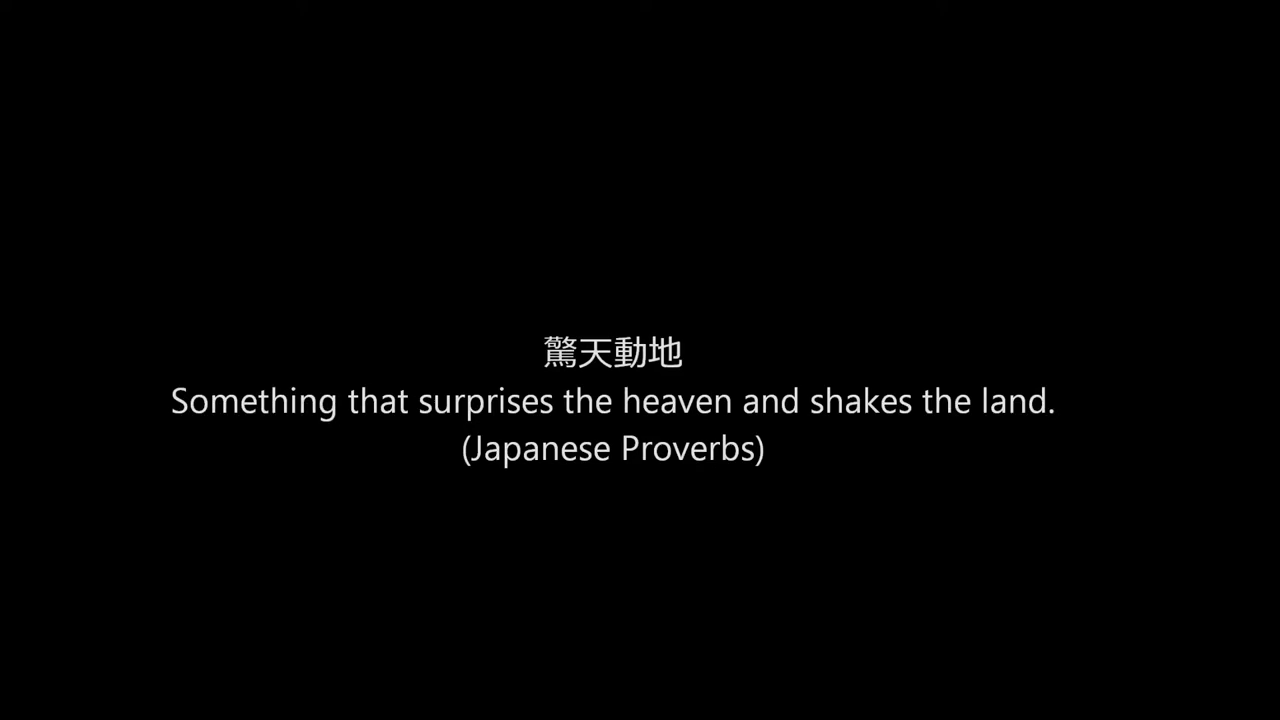 驚天動地
Something that surprises the heaven and shakes the land.
(Japanese Proverbs)